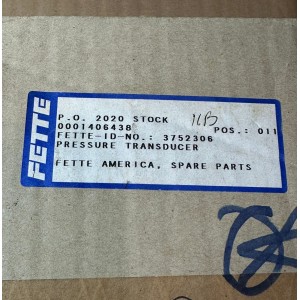 FETTE
P.O. 2020 STOCK
0001406438 POS.: 011
FETTE-ID-NO.: 3752306
PRESSURE TRANSDUCER
FETTE AMERICA, SPARE PARTS